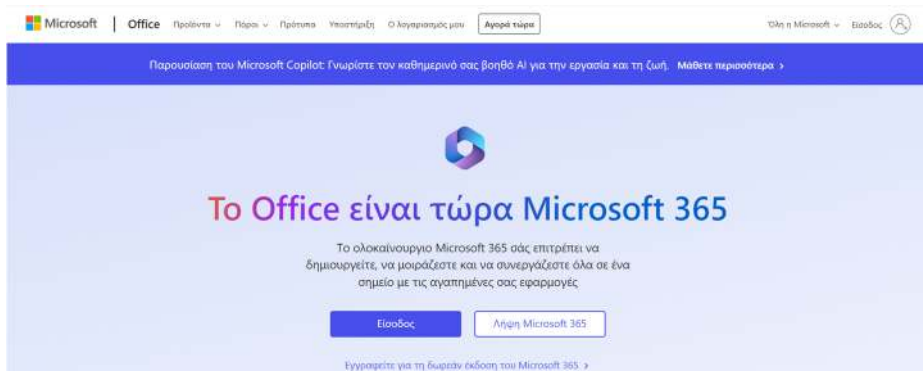 Microsoft Office Προϊόντα Πόροι Πρότυπα Υποστήριξη Ο λογαριασμός μου Αγορά τώρα Όλη η Microsoft Είσοδος
Παρουσίαση του Microsoft Copilot: Γνωρίστε τον καθημερινό σας βοηθό AI για την εργασία και τη ζωή. Μάθετε περισσότερα >
Το Office είναι τώρα Microsoft 365
Το ολοκαίνουργιο Microsoft 365 σάς επιτρέπει να
δημιουργείτε, να μοιράζεστε και να συνεργάζεστε όλα σε ένα
σημείο με τις αγαπημένες σας εφαρμογές
Είσοδος Λήψη Microsoft 365
Εγγραφείτε για τη δωρεάν έκδοση του Microsoft 365 >